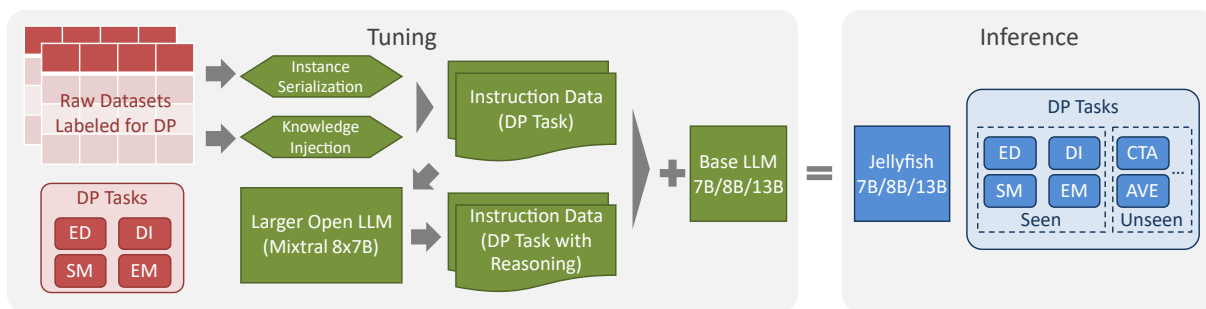 Tuning
Raw Datasets
Labeled for DP
Instance
Serialization
Knowledge
Injection
Instruction Data
(DP Task)
DP Tasks
ED DI
SM EM
Larger Open LLM
(Mixtral 8x7B)
Instruction Data
(DP Task with
Reasoning)
+
Base LLM
7B/8B/13B
=
Inference
Jellyfish
7B/8B/13B
DP Tasks
ED DI CTA
SM EM AVE
...
Seen Unseen